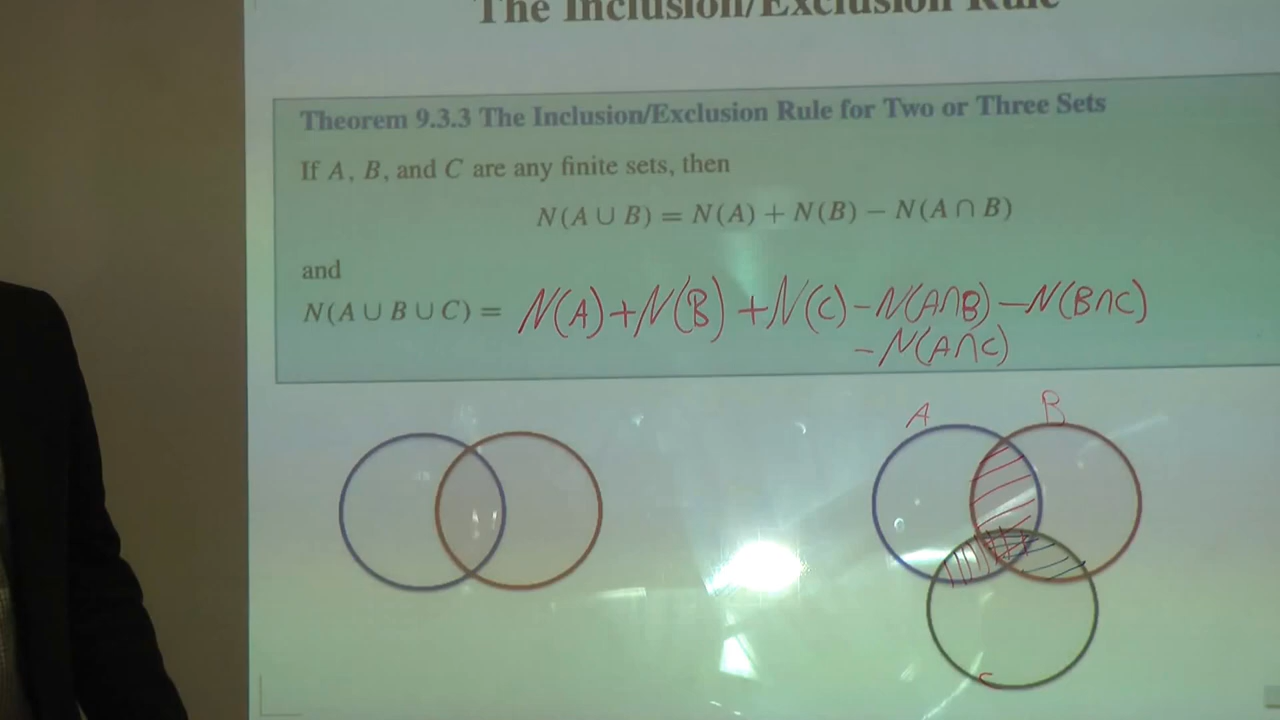 The Inclusion/Exclusion Rule
Theorem 9.3.3 The Inclusion/Exclusion Rule for Two or Three Sets
If A, B, and C are any finite sets, then
N(A ∪ B) = N(A) + N(B) − N(A ∩ B)
and
N(A ∪ B ∪ C) = N(A) + N(B) + N(C) − N(A∩B) − N(B∩C)
− N(A∩C)
A B
C